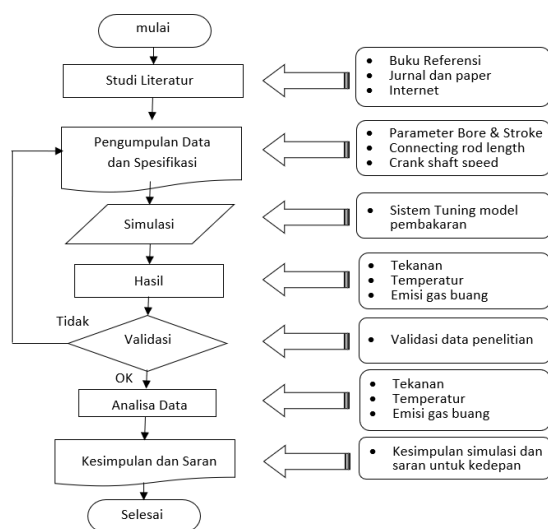 mulai
Studi Literatur
• Buku Referensi
• Jurnal dan paper
• Internet
Pengumpulan Data
dan Spesifikasi
• Parameter Bore & Stroke
• Connecting rod length
• Crank shaft speed
Simulasi
• Sistem Tuning model
pembakaran
Hasil
• Tekanan
• Temperatur
• Emisi gas buang
Tidak
Validasi
• Validasi data penelitian
OK
Analisa Data
• Tekanan
• Temperatur
• Emisi gas buang
Kesimpulan dan Saran
• Kesimpulan simulasi dan
saran untuk kedepan
Selesai